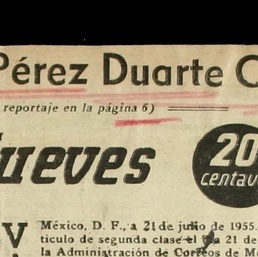 Pérez Duarte
reportaje en la página 6)
ueves
20
centav
México, D. F., a 21 de julio de 1955.
tículo de segunda clase el día 21 de
la Administración de Correos de M